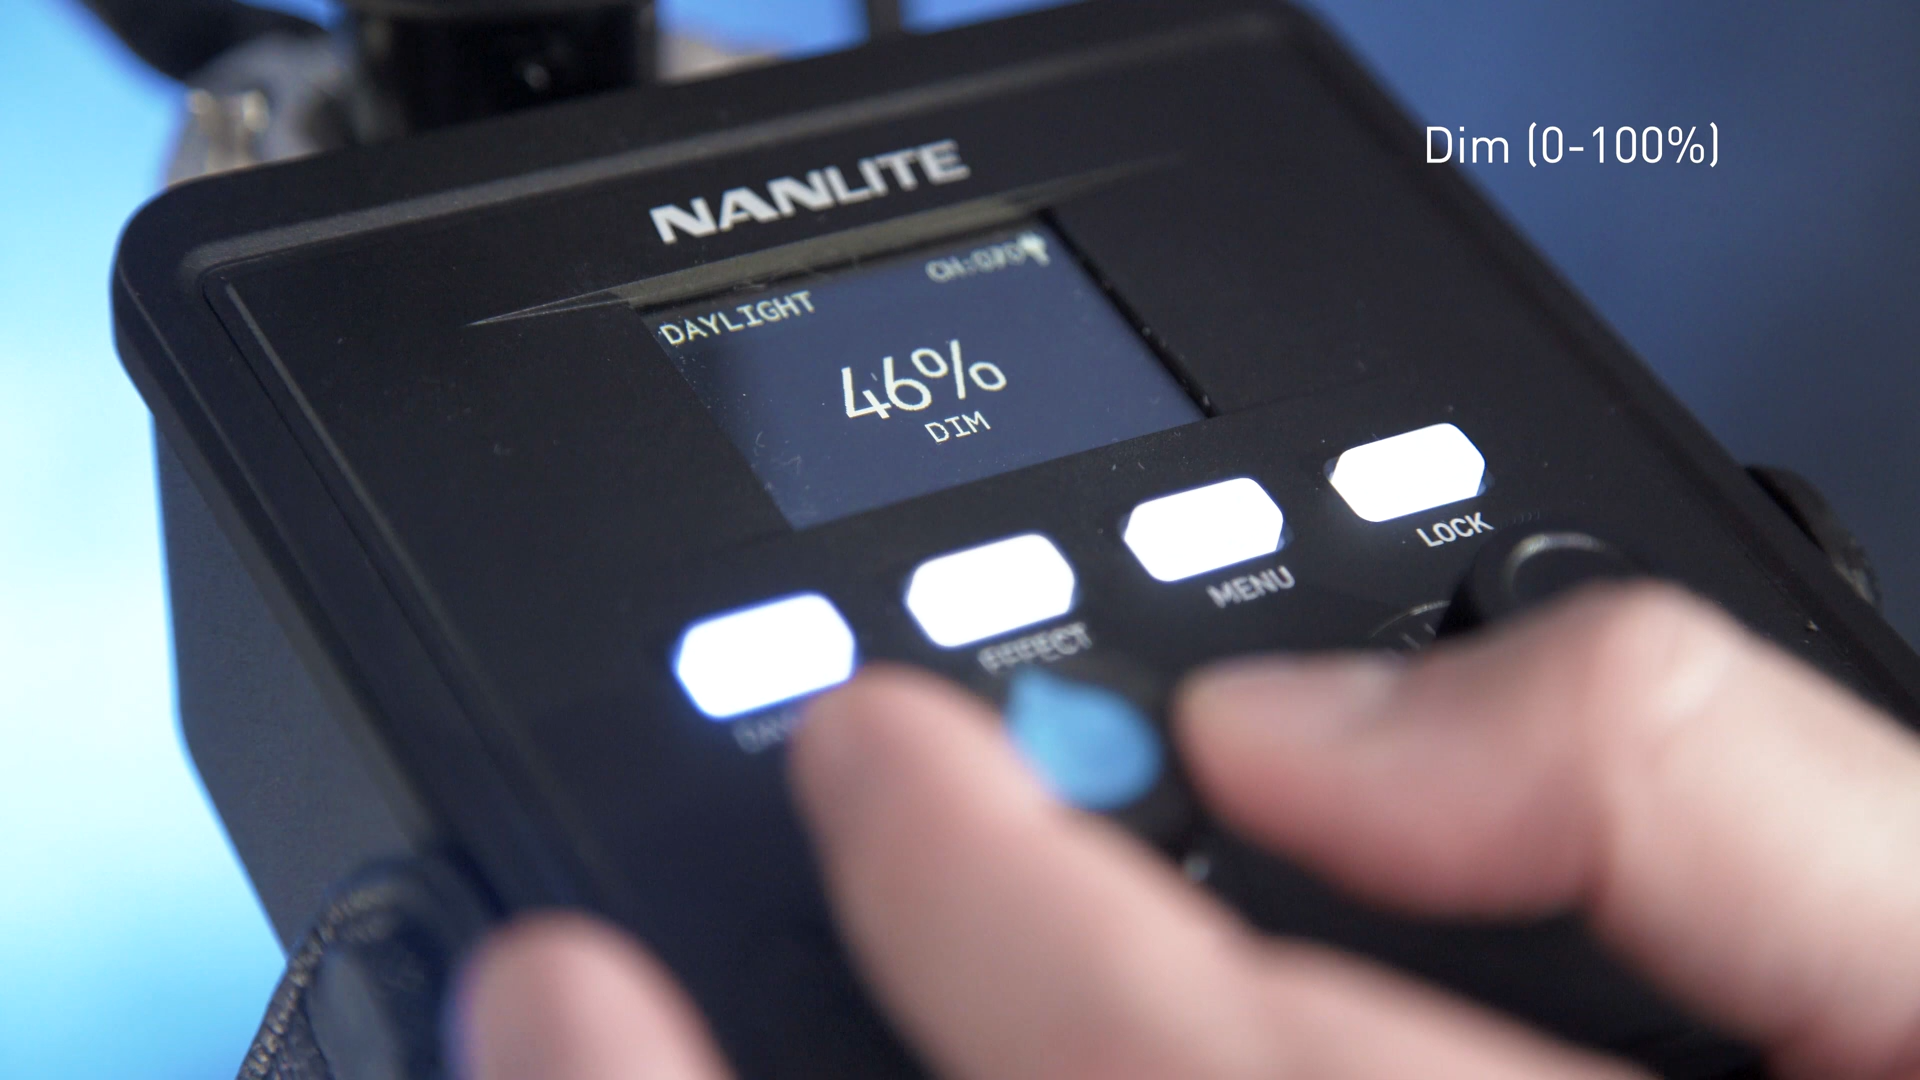 Dim (0-100%)
NANLITE
DAYLIGHT
46%
DIM
LOCK
MENU
EFFECT